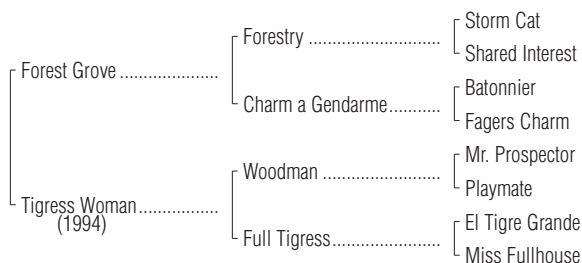 Storm Cat
Forestry
Shared Interest
Forest Grove
Batonnier
Charm a Gendarme
Fagers Charm
Mr. Prospector
Woodman
Playmate
Tigress Woman
(1994)
El Tigre Grande
Full Tigress
Miss Fullhouse